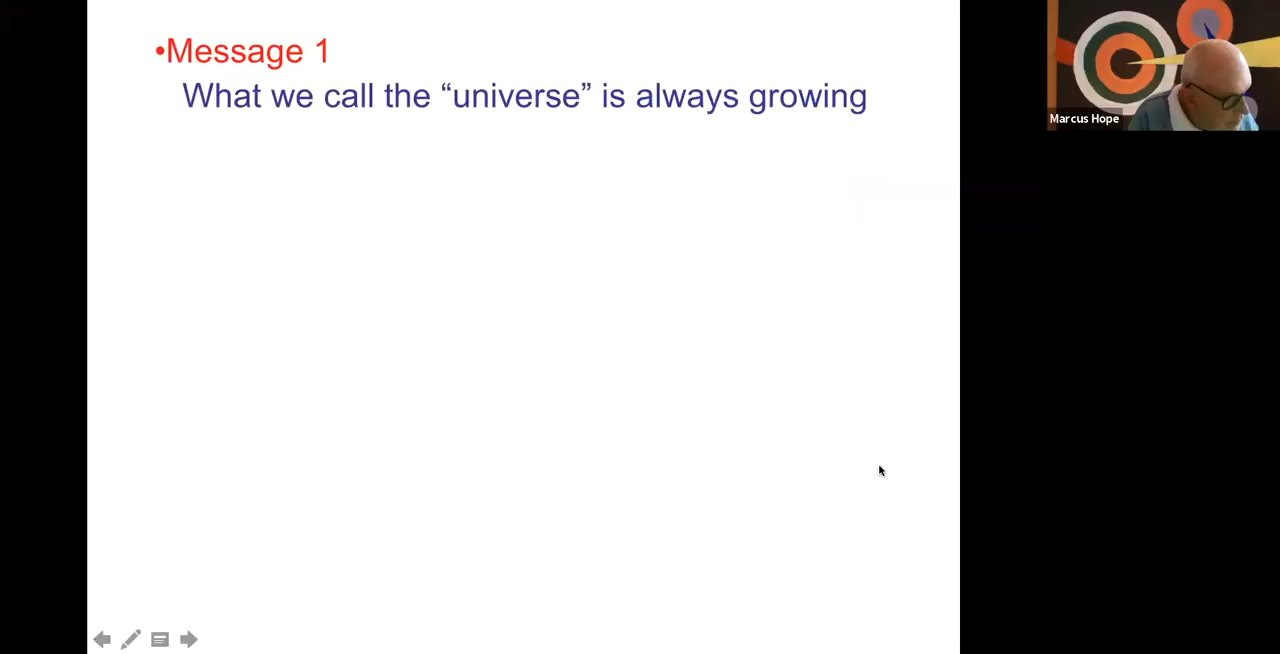 •Message 1
What we call the “universe” is always growing
Marcus Hope